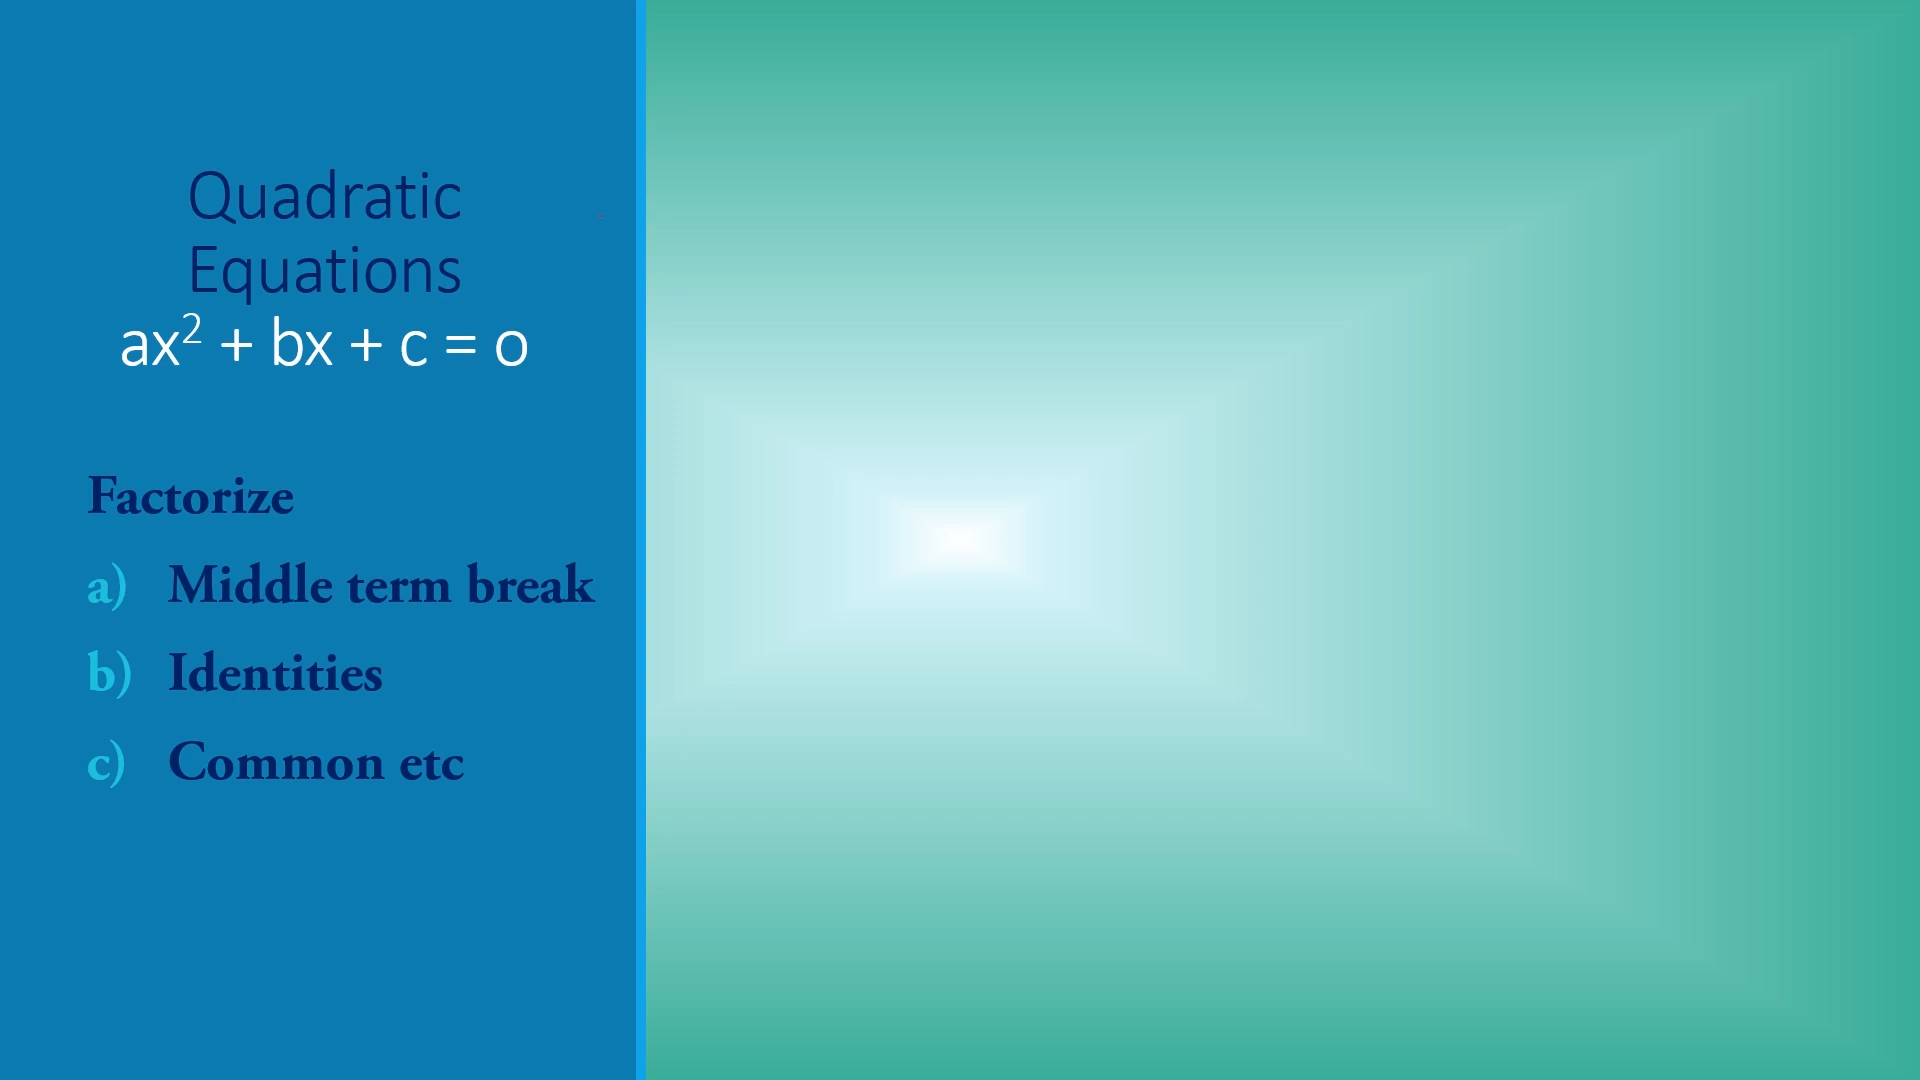 Quadratic
Equations
ax² + bx + c = o
Factorize
a) Middle term break
b) Identities
c) Common etc